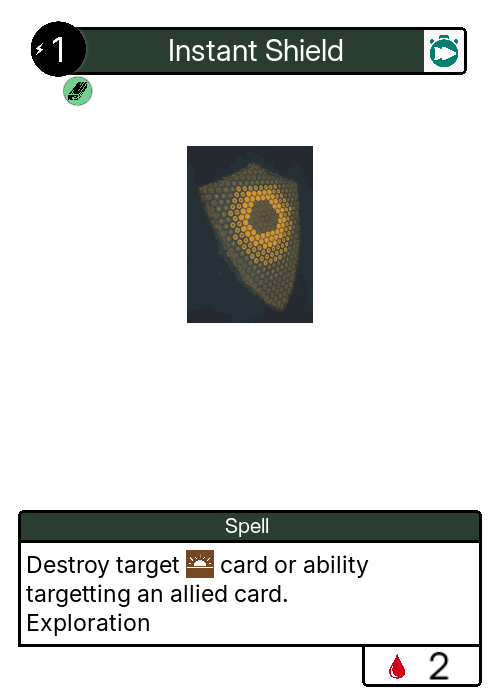 1
Instant Shield
Spell
Destroy target card or ability
targetting an allied card.
Exploration
2